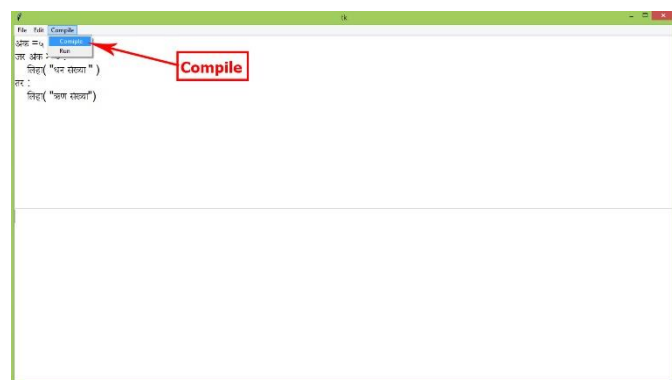 tk
File Edit Compile
Compile
Run
अंक =५
जर अंक
Compile
लिहा( "धन संख्या " )
तर :
लिहा( "ऋण संख्या")